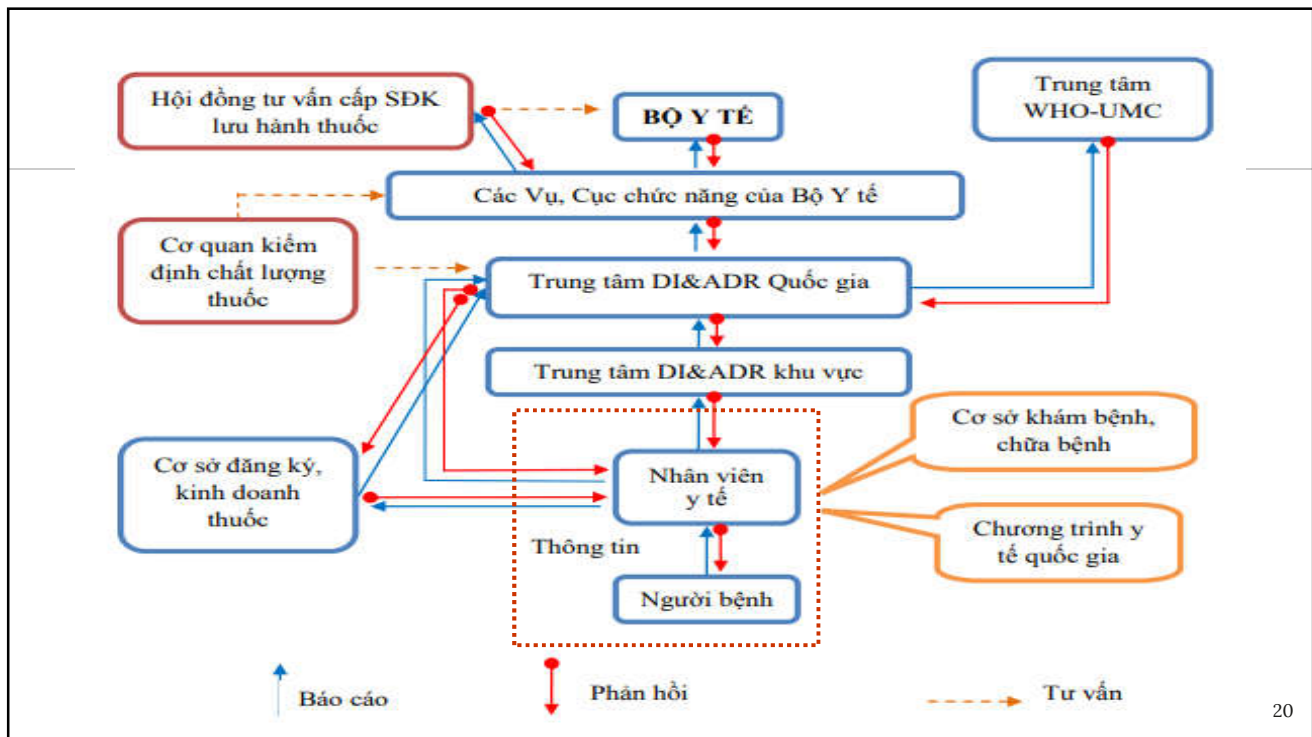 Hội đồng tư vấn cấp SĐK
lưu hành thuốc
BỘ Y TẾ
Trung tâm
WHO-UMC
Các Vụ, Cục chức năng của Bộ Y tế
Cơ quan kiểm
định chất lượng
thuốc
Trung tâm DI&ADR Quốc gia
Trung tâm DI&ADR khu vực
Cơ sở khám bệnh,
chữa bệnh
Cơ sở đăng ký,
kinh doanh
thuốc
Nhân viên
y tế
Chương trình y
tế quốc gia
Thông tin
Người bệnh
Báo cáo
Phản hồi
Tư vấn
20